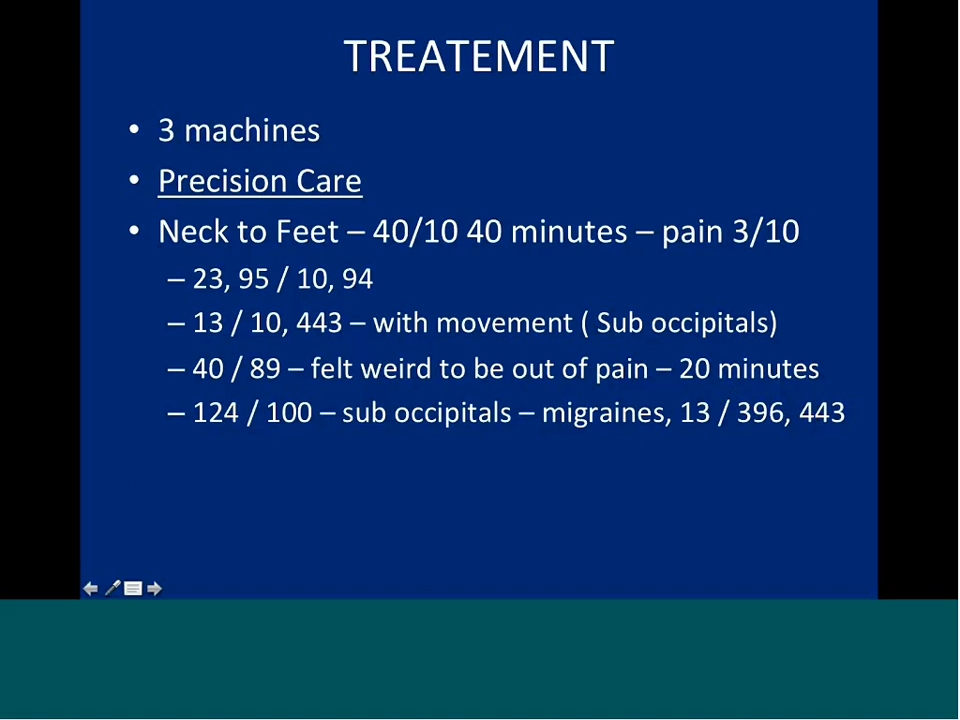 TREATEMENT
• 3 machines
• Precision Care
• Neck to Feet – 40/10 40 minutes – pain 3/10
– 23, 95 / 10, 94
– 13 / 10, 443 – with movement ( Sub occipitals)
– 40 / 89 – felt weird to be out of pain – 20 minutes
– 124 / 100 – sub occipitals – migraines, 13 / 396, 443